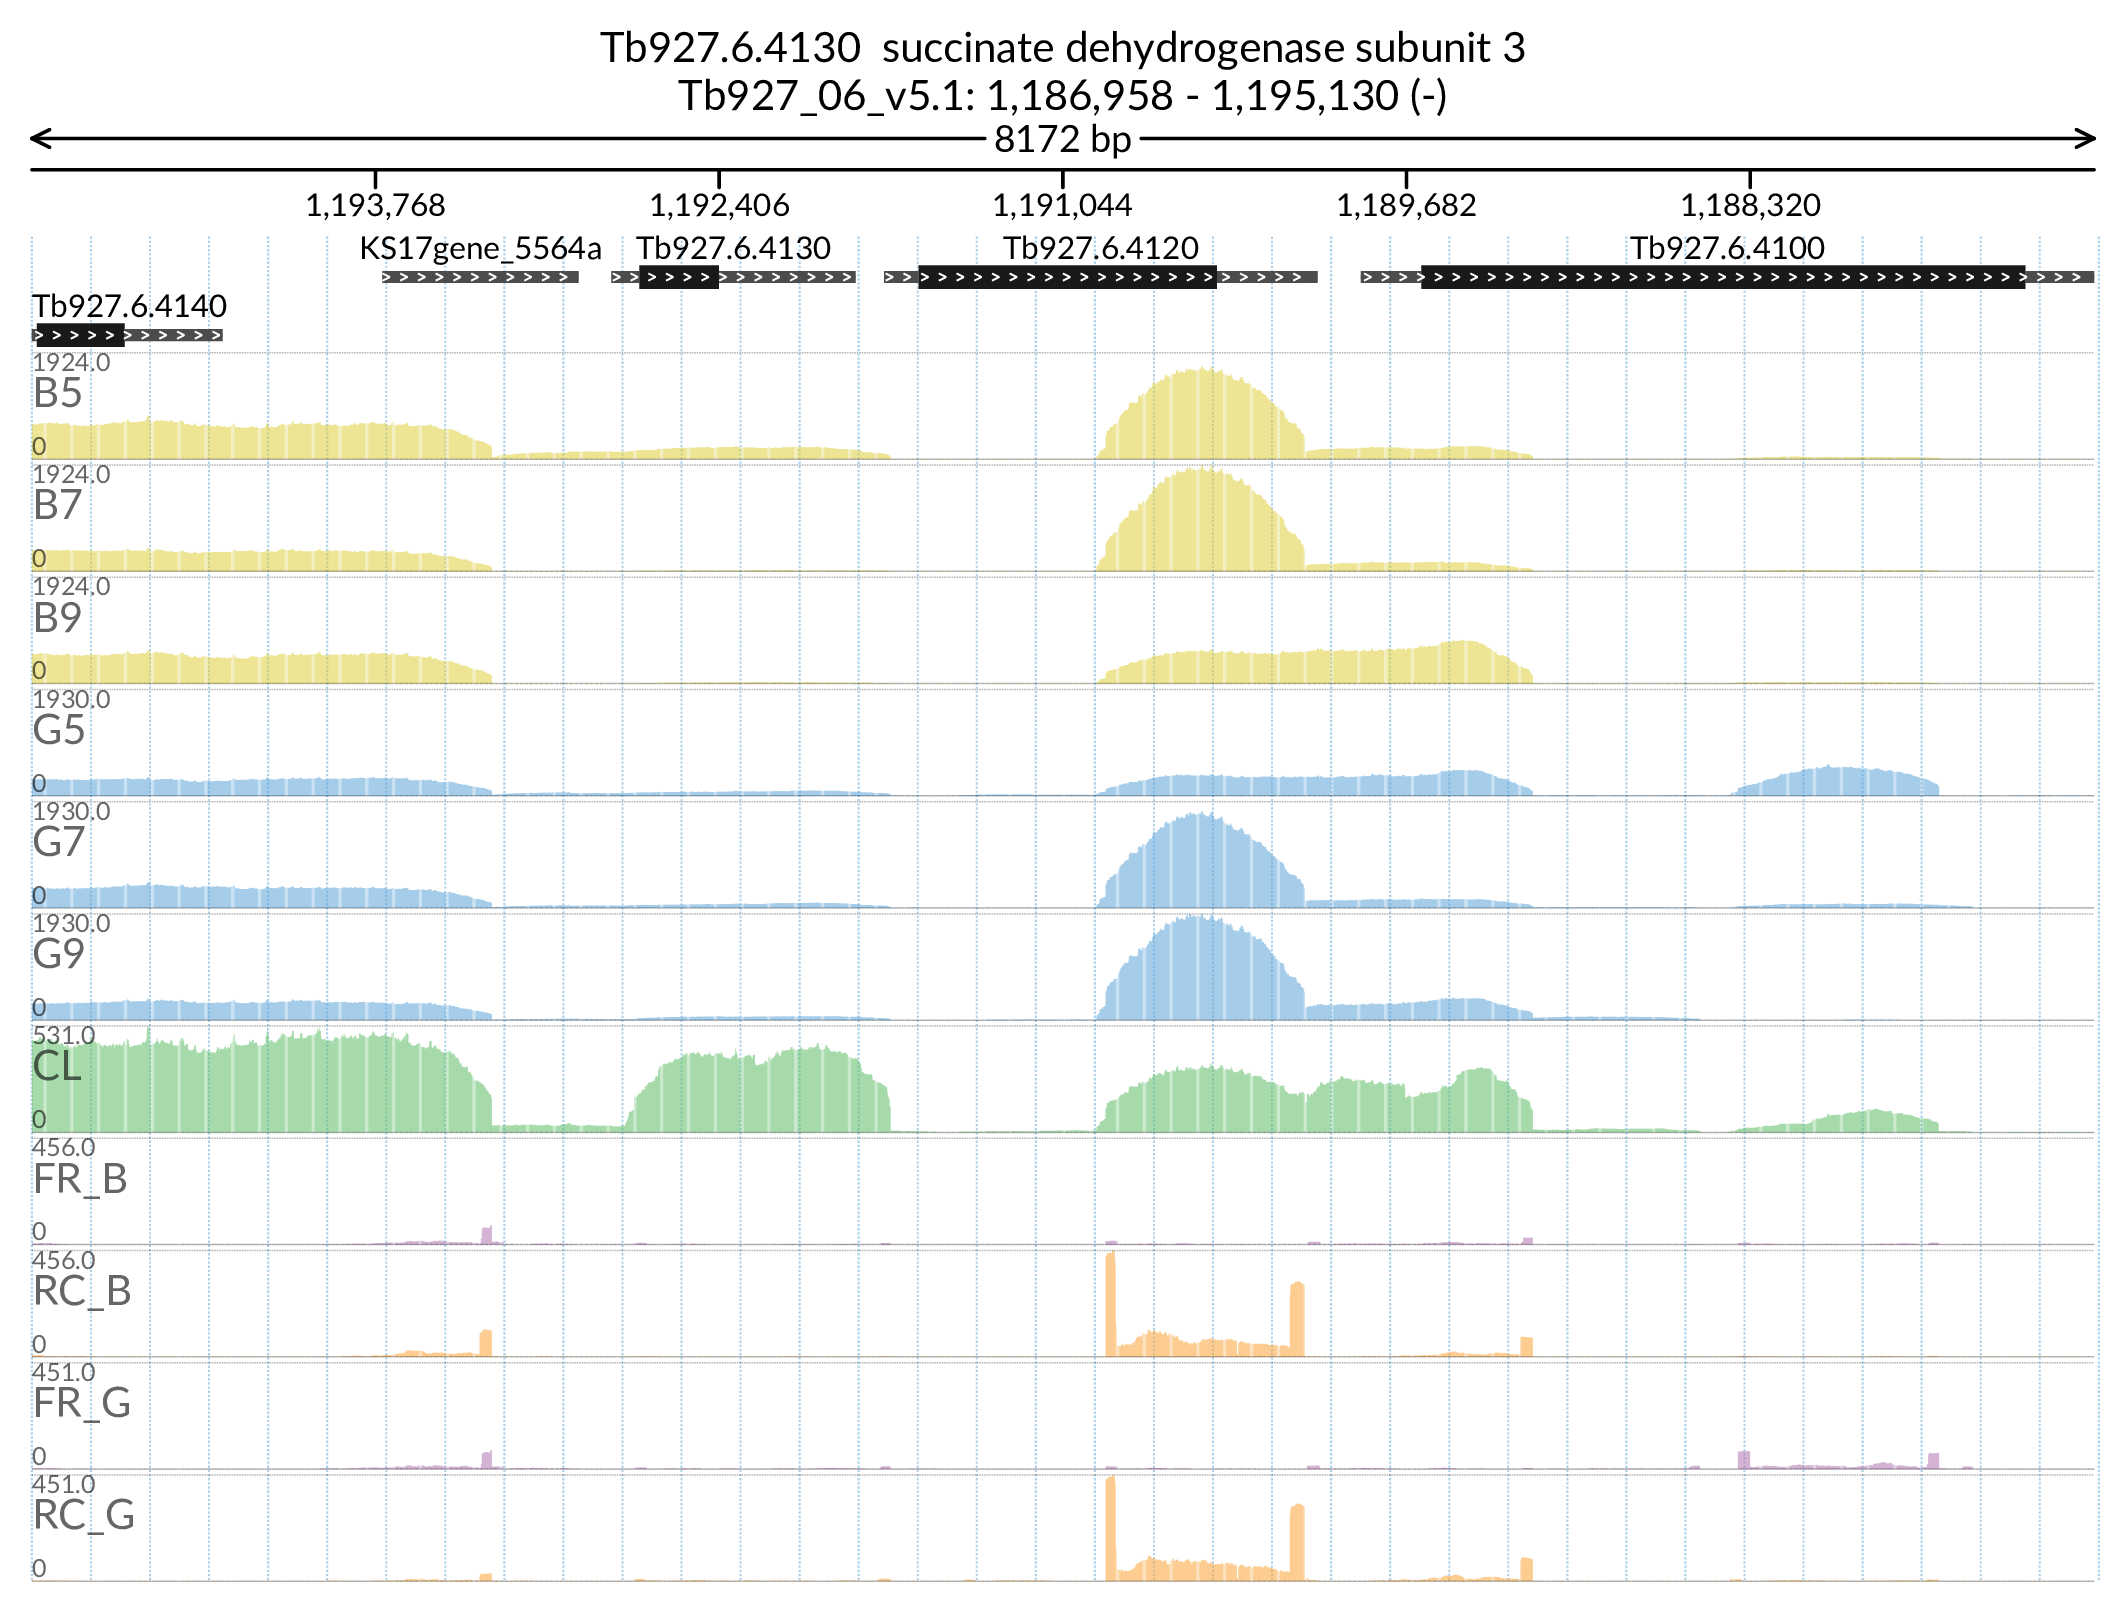 Tb927.6.4130  succinate dehydrogenase subunit 3
Tb927_06_v5.1: 1,186,958 - 1,195,130 (-)
8172 bp
1,193,768 1,192,406 1,191,044 1,189,682 1,188,320
KS17gene_5564a Tb927.6.4130 Tb927.6.4120 Tb927.6.4100
Tb927.6.4140
1924.0
B5
0
1924.0
B7
0
1924.0
B9
0
1930.0
G5
0
1930.0
G7
0
1930.0
G9
0
531.0
CL
0
456.0
FR_B
0
456.0
RC_B
0
451.0
FR_G
0
451.0
RC_G
0